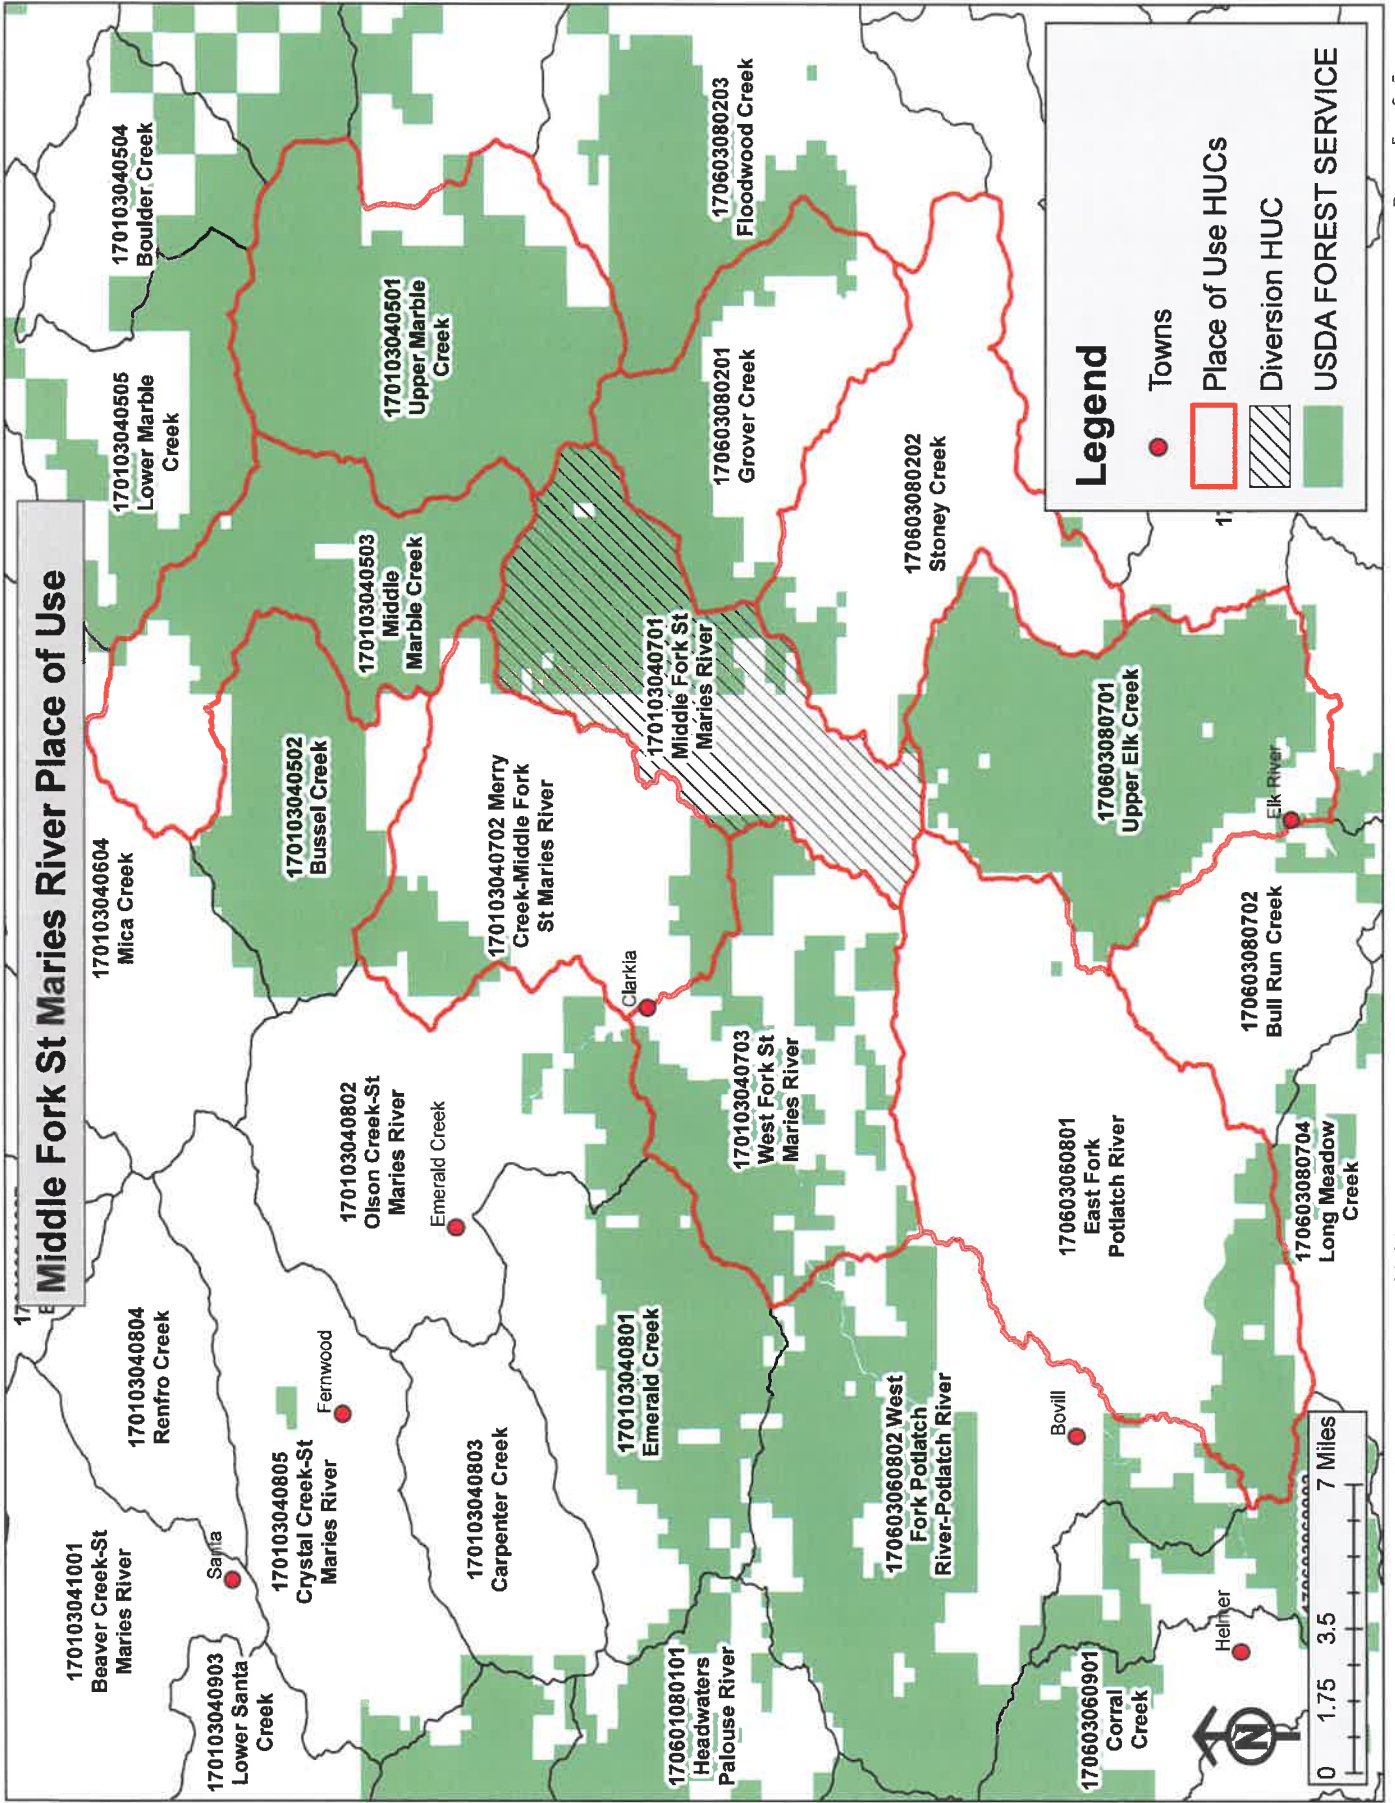 Middle Fork St Maries River Place of Use
170103041001
Beaver Creek-St
Maries River
170103040804
Renfro Creek
170103040604
Mica Creek
170103040505
Lower Marble
Creek
170103040504
Boulder Creek
170103040903
Lower Santa
Creek
Santa
170103040805
Crystal Creek-St
Maries River
Fernwood
170103040802
Olson Creek-St
Maries River
Emerald Creek
170103040502
Bussel Creek
170103040503
Middle
Marble Creek
170103040501
Upper Marble
Creek
170103040803
Carpenter Creek
170103040702 Merry
Creek-Middle Fork
St Maries River
170103040801
Emerald Creek
Clarkia
170103040701
Middle Fork St
Maries River
170603080201
Grover Creek
170603080203
Floodwood Creek
170601080101
Headwaters
Palouse River
170103040703
West Fork St
Maries River
170603060802 West
Fork Potlatch
River-Potlatch River
170603080202
Stoney Creek
Bovill
170603060801
East Fork
Potlatch River
170603080701
Upper Elk Creek
170603060901
Corral
Creek
Helmer
170603080702
Bull Run Creek
Elk River
170603080704
Long Meadow
Creek
N
0 1.75 3.5 7 Miles
Legend
Towns
Place of Use HUCs
Diversion HUC
USDA FOREST SERVICE